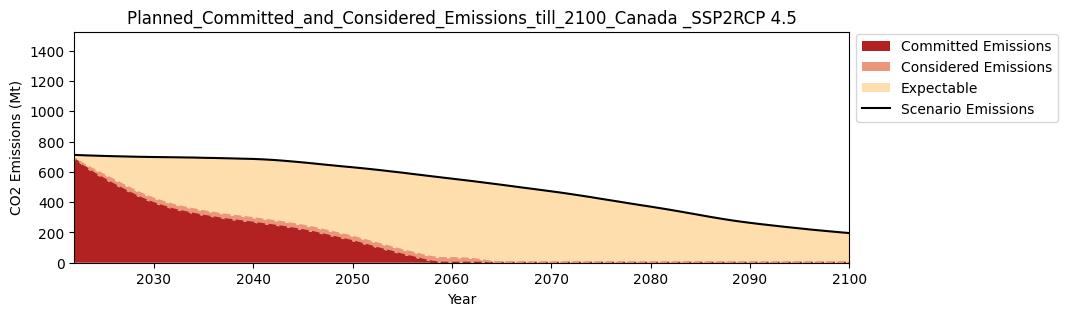 Planned_Committed_and_Considered_Emissions_till_2100_Canada _SSP2RCP 4.5
CO2 Emissions (Mt)
1400
1200
1000
800
600
400
200
0
2030 2040 2050 2060 2070 2080 2090 2100
Year
Committed Emissions
Considered Emissions
Expectable
Scenario Emissions